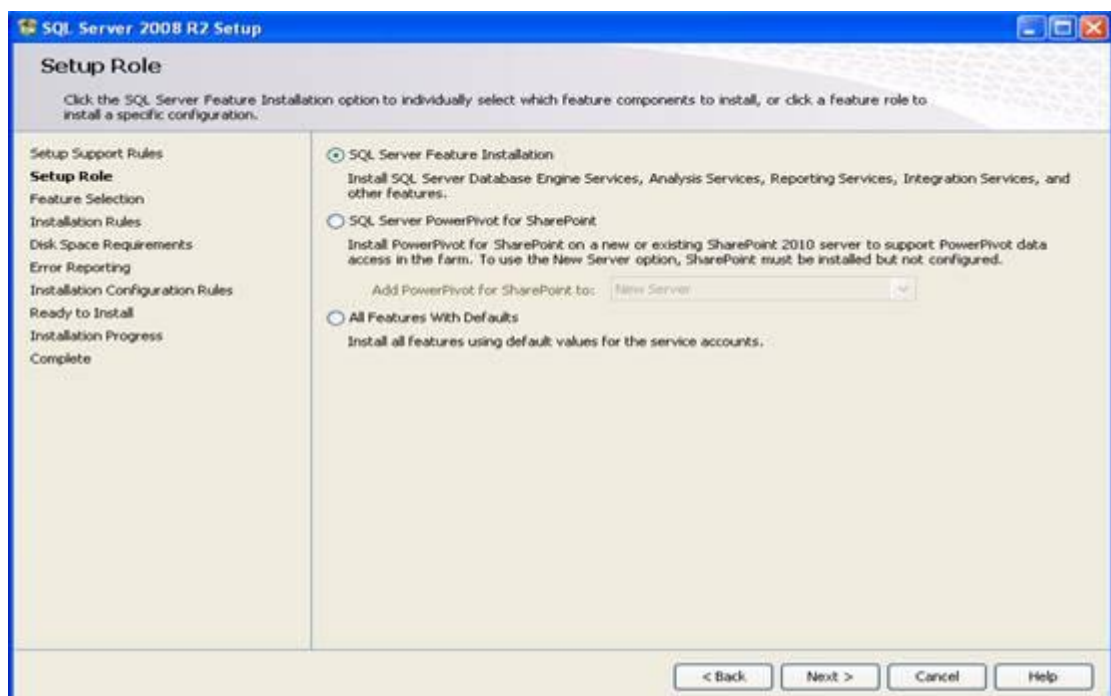 SQL Server 2008 R2 Setup
Setup Role
Click the SQL Server Feature Installation option to individually select which feature components to install, or click a feature role to
install a specific configuration.
Setup Support Rules
Setup Role
Feature Selection
Installation Rules
Disk Space Requirements
Error Reporting
Installation Configuration Rules
Ready to Install
Installation Progress
Complete
SQL Server Feature Installation
Install SQL Server Database Engine Services, Analysis Services, Reporting Services, Integration Services, and
other features.
SQL Server PowerPivot for SharePoint
Install PowerPivot for SharePoint on a new or existing SharePoint 2010 server to support PowerPivot data
access in the farm. To use the New Server option, SharePoint must be installed but not configured.
Add PowerPivot for SharePoint to: New Server
All Features With Defaults
Install all features using default values for the service accounts.
< Back Next > Cancel Help